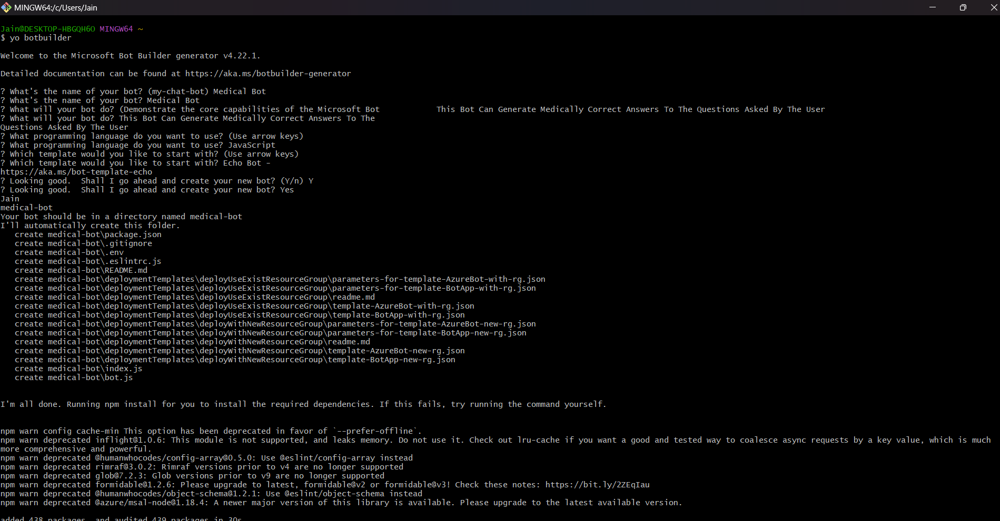 MINGW64:/c/Users/Jain
Jain@DESKTOP-HBGQH6O MINGW64 ~
$ yo botbuilder
Welcome to the Microsoft Bot Builder generator v4.22.1.
Detailed documentation can be found at https://aka.ms/botbuilder-generator
? What's the name of your bot? (my-chat-bot) Medical Bot
? What's the name of your bot? Medical Bot
? What will your bot do? (Demonstrate the core capabilities of the Microsoft Bot            This Bot Can Generate Medically Correct Answers To The Questions Asked By The User
? What will your bot do? This Bot Can Generate Medically Correct Answers To The
Questions Asked By The User
? What programming language do you want to use? (Use arrow keys)
? What programming language do you want to use? JavaScript
? Which template would you like to start with? (Use arrow keys)
? Which template would you like to start with? Echo Bot -
https://aka.ms/bot-template-echo
? Looking good.  Shall I go ahead and create your new bot? (Y/n) Y
? Looking good.  Shall I go ahead and create your new bot? Yes
Jain
medical-bot
Your bot should be in a directory named medical-bot
I'll automatically create this folder.
   create medical-bot\package.json
   create medical-bot\.gitignore
   create medical-bot\.env
   create medical-bot\.eslintrc.js
   create medical-bot\README.md
   create medical-bot\deploymentTemplates\deployUseExistResourceGroup\parameters-for-template-AzureBot-with-rg.json
   create medical-bot\deploymentTemplates\deployUseExistResourceGroup\parameters-for-template-BotApp-with-rg.json
   create medical-bot\deploymentTemplates\deployUseExistResourceGroup\readme.md
   create medical-bot\deploymentTemplates\deployUseExistResourceGroup\template-AzureBot-with-rg.json
   create medical-bot\deploymentTemplates\deployUseExistResourceGroup\template-BotApp-with-rg.json
   create medical-bot\deploymentTemplates\deployWithNewResourceGroup\parameters-for-template-AzureBot-new-rg.json
   create medical-bot\deploymentTemplates\deployWithNewResourceGroup\parameters-for-template-BotApp-new-rg.json
   create medical-bot\deploymentTemplates\deployWithNewResourceGroup\readme.md
   create medical-bot\deploymentTemplates\deployWithNewResourceGroup\template-AzureBot-new-rg.json
   create medical-bot\deploymentTemplates\deployWithNewResourceGroup\template-BotApp-new-rg.json
   create medical-bot\index.js
   create medical-bot\bot.js
I'm all done. Running npm install for you to install the required dependencies. If this fails, try running the command yourself.
npm warn config cache-min This option has been deprecated in favor of `--prefer-offline`.
npm warn deprecated inflight@1.0.6: This module is not supported, and leaks memory. Do not use it. Check out lru-cache if you want a good and tested way to coalesce async requests by a key value, which is much
more comprehensive and powerful.
npm warn deprecated @humanwhocodes/config-array@0.5.0: Use @eslint/config-array instead
npm warn deprecated rimraf@3.0.2: Rimraf versions prior to v4 are no longer supported
npm warn deprecated glob@7.2.3: Glob versions prior to v9 are no longer supported
npm warn deprecated formidable@1.2.6: Please upgrade to latest, formidable@v2 or formidable@v3! Check these notes: https://bit.ly/2ZEqIau
npm warn deprecated @humanwhocodes/object-schema@1.2.1: Use @eslint/object-schema instead
npm warn deprecated @azure/msal-node@1.18.4: A newer major version of this library is available. Please upgrade to the latest available version.
added 438 packages, and audited 439 packages in 30s